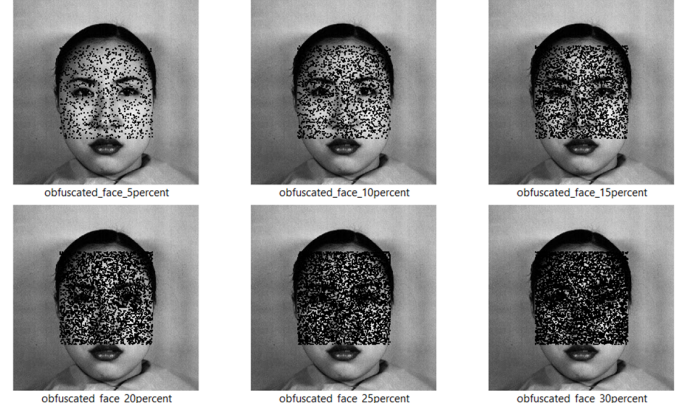 obfuscated_face_5percent
obfuscated_face_10percent
obfuscated_face_15percent
obfuscated_face_20percent
obfuscated_face_25percent
obfuscated_face_30percent